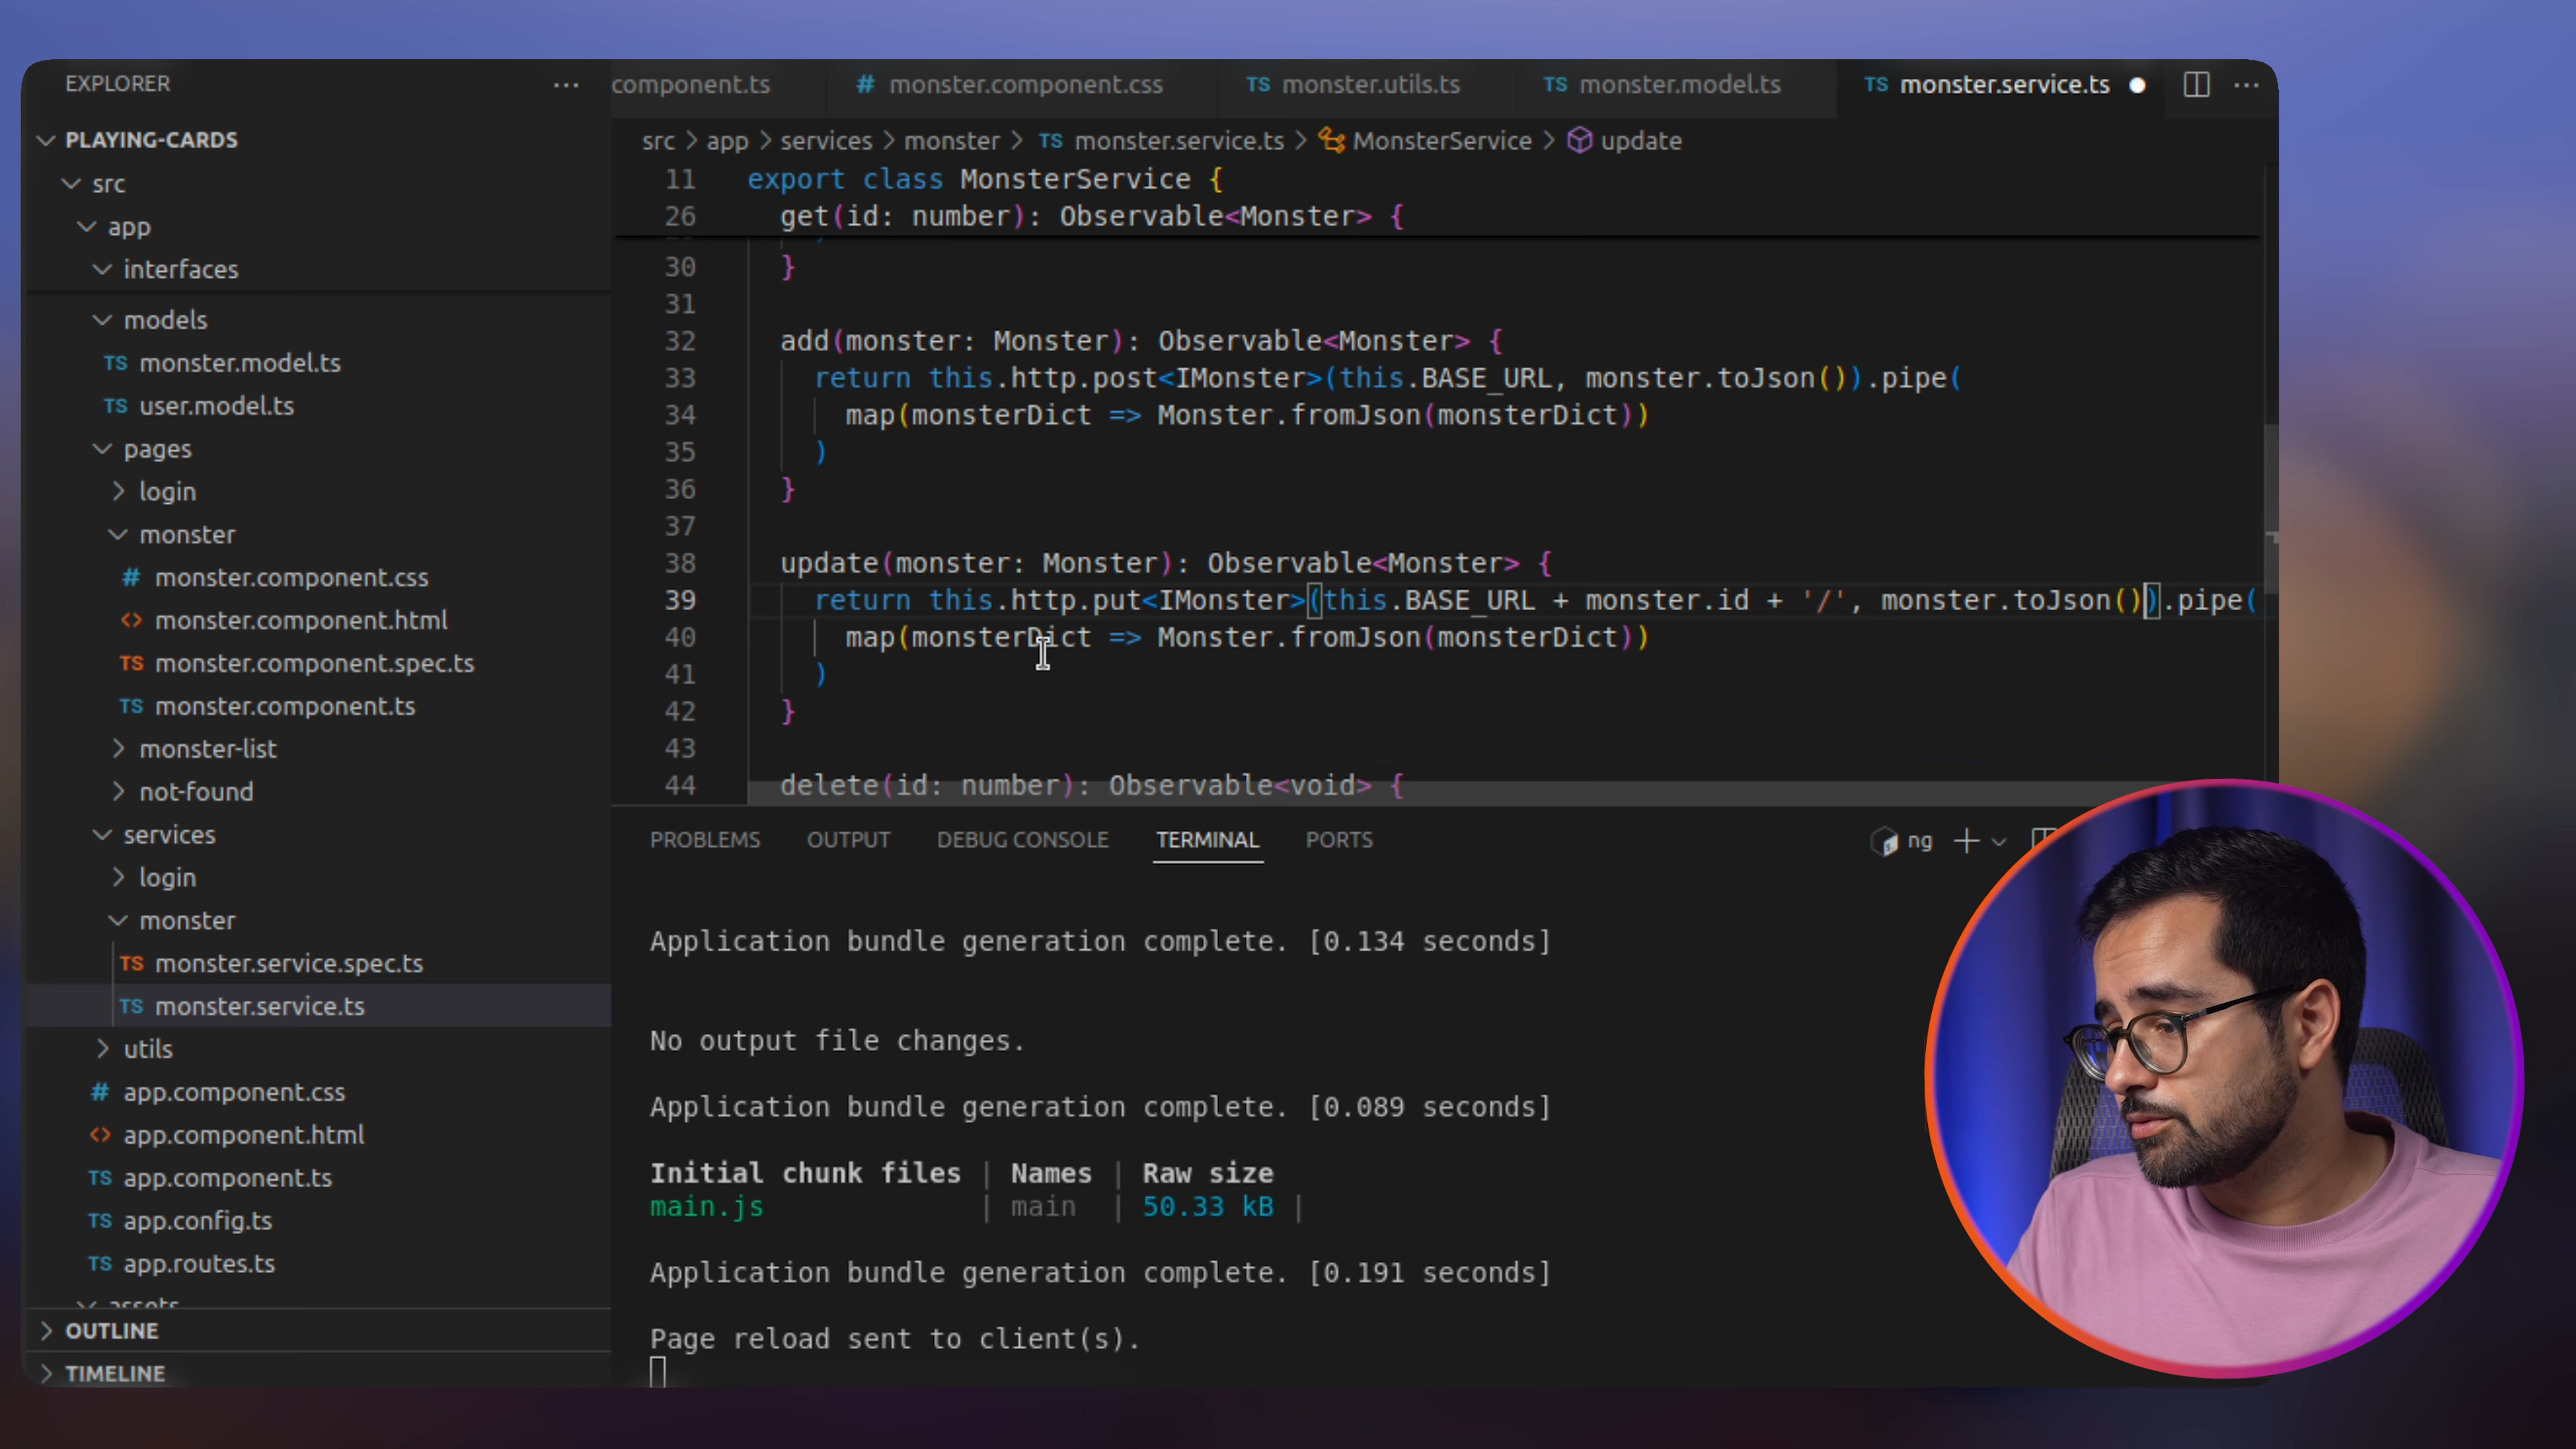 EXPLORER
PLAYING-CARDS
src
app
interfaces
models
TS monster.model.ts
TS user.model.ts
pages
login
monster
# monster.component.css
<> monster.component.html
TS monster.component.spec.ts
TS monster.component.ts
monster-list
not-found
services
login
monster
TS monster.service.spec.ts
TS monster.service.ts
utils
# app.component.css
<> app.component.html
TS app.component.ts
TS app.config.ts
TS app.routes.ts
assets
OUTLINE
TIMELINE
component.ts # monster.component.css TS monster.utils.ts TS monster.model.ts TS monster.service.ts
src > app > services > monster > TS monster.service.ts > MonsterService > update
11 export class MonsterService {
26 get(id: number): Observable<Monster> {
30 }
31
32 add(monster: Monster): Observable<Monster> {
33 return this.http.post<IMonster>(this.BASE_URL, monster.toJson()).pipe(
34 map(monsterDict => Monster.fromJson(monsterDict))
35 )
36 }
37
38 update(monster: Monster): Observable<Monster> {
39 return this.http.put<IMonster>(this.BASE_URL + monster.id + '/', monster.toJson()).pipe(
40 map(monsterDict => Monster.fromJson(monsterDict))
41 )
42 }
43
44 delete(id: number): Observable<void> {
PROBLEMS OUTPUT DEBUG CONSOLE TERMINAL PORTS ng
Application bundle generation complete. [0.134 seconds]
No output file changes.
Application bundle generation complete. [0.089 seconds]
Initial chunk files | Names | Raw size
main.js | main | 50.33 kB |
Application bundle generation complete. [0.191 seconds]
Page reload sent to client(s).